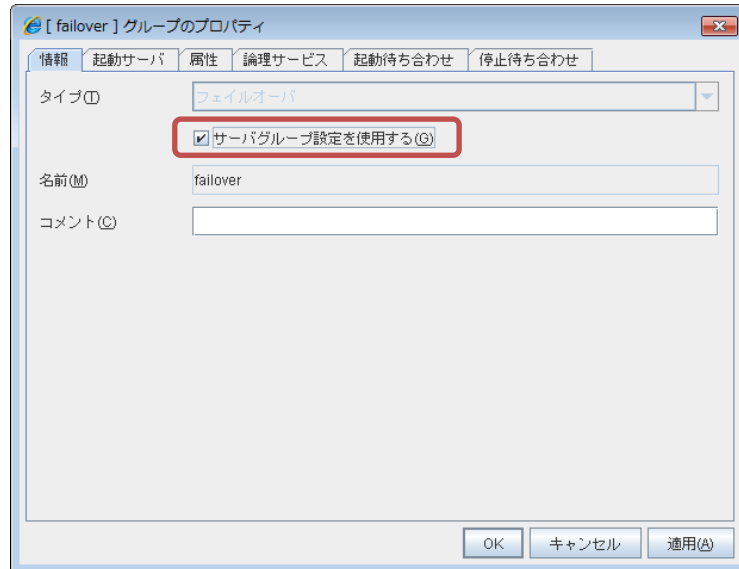 [ failover ] グループのプロパティ
情報 起動サーバ 属性 論理サービス 起動待ち合わせ 停止待ち合わせ
タイプ(T) フェイルオーバ
サーバグループ設定を使用する(G)
名前(M) failover
コメント(C)
OK キャンセル 適用(A)